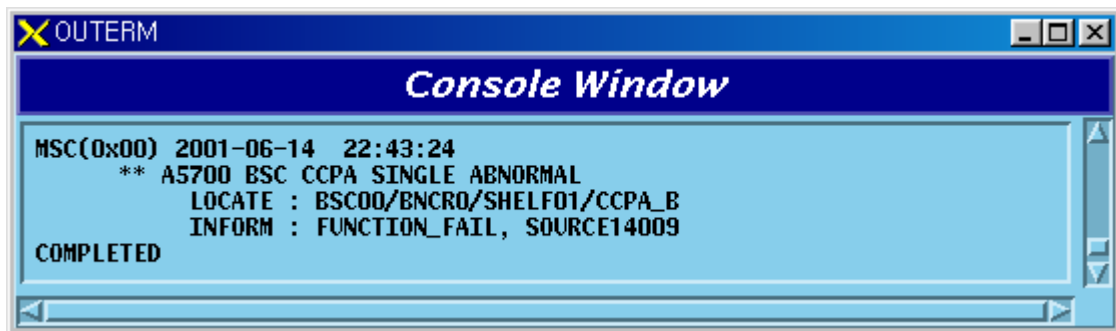 OUTERM
Console Window
MSC(0x00) 2001-06-14 22:43:24
** A5700 BSC CCPA SINGLE ABNORMAL
LOCATE : BSC00/BNCR0/SHELF01/CCPA_B
INFORM : FUNCTION_FAIL, SOURCE14009
COMPLETED